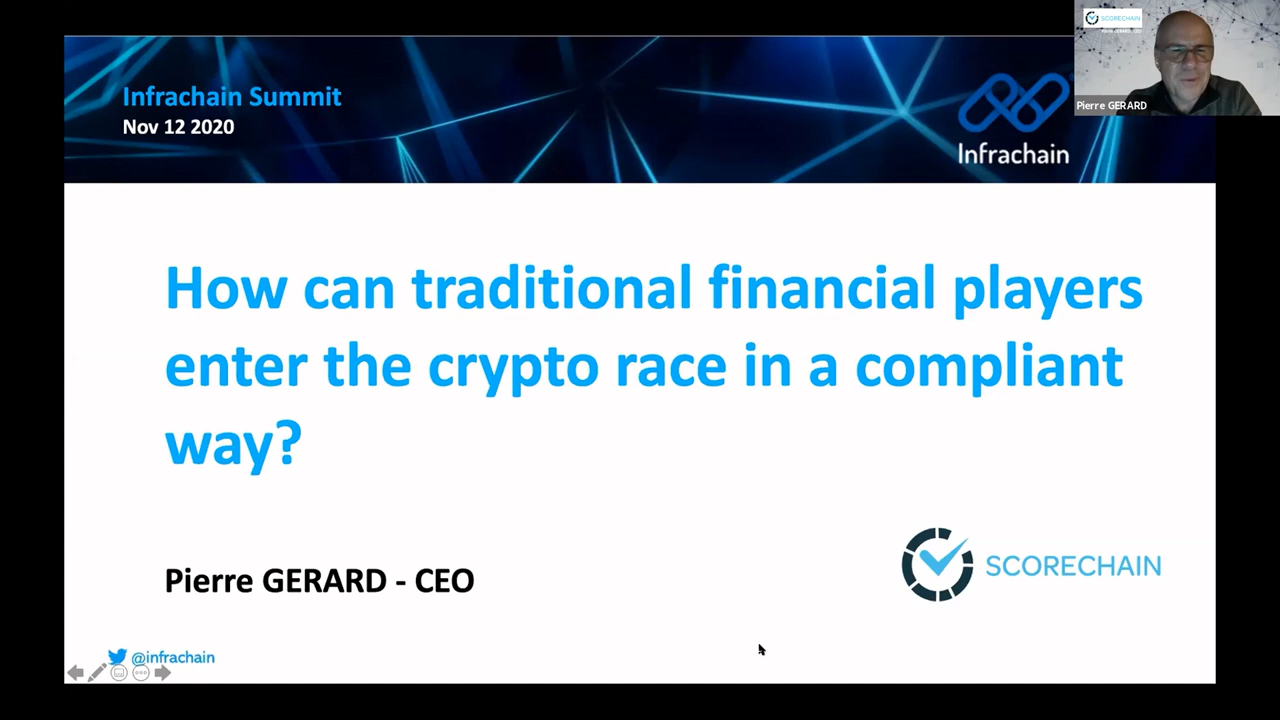 Infrachain Summit
Nov 12 2020
Infrachain
SCORECHAIN
Pierre GERARD
How can traditional financial players
enter the crypto race in a compliant
way?
Pierre GERARD - CEO
SCORECHAIN
@infrachain